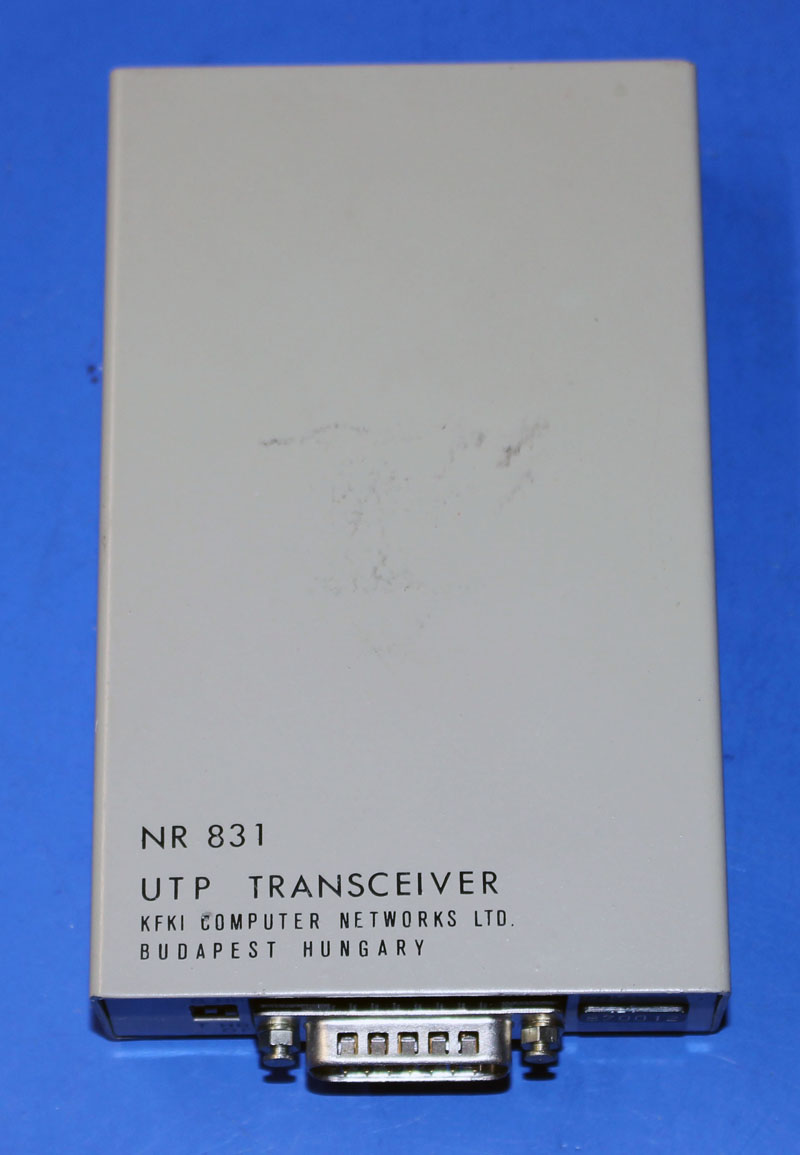 NR 831
UTP TRANSCEIVER
KFKI COMPUTER NETWORKS LTD.
BUDAPEST HUNGARY